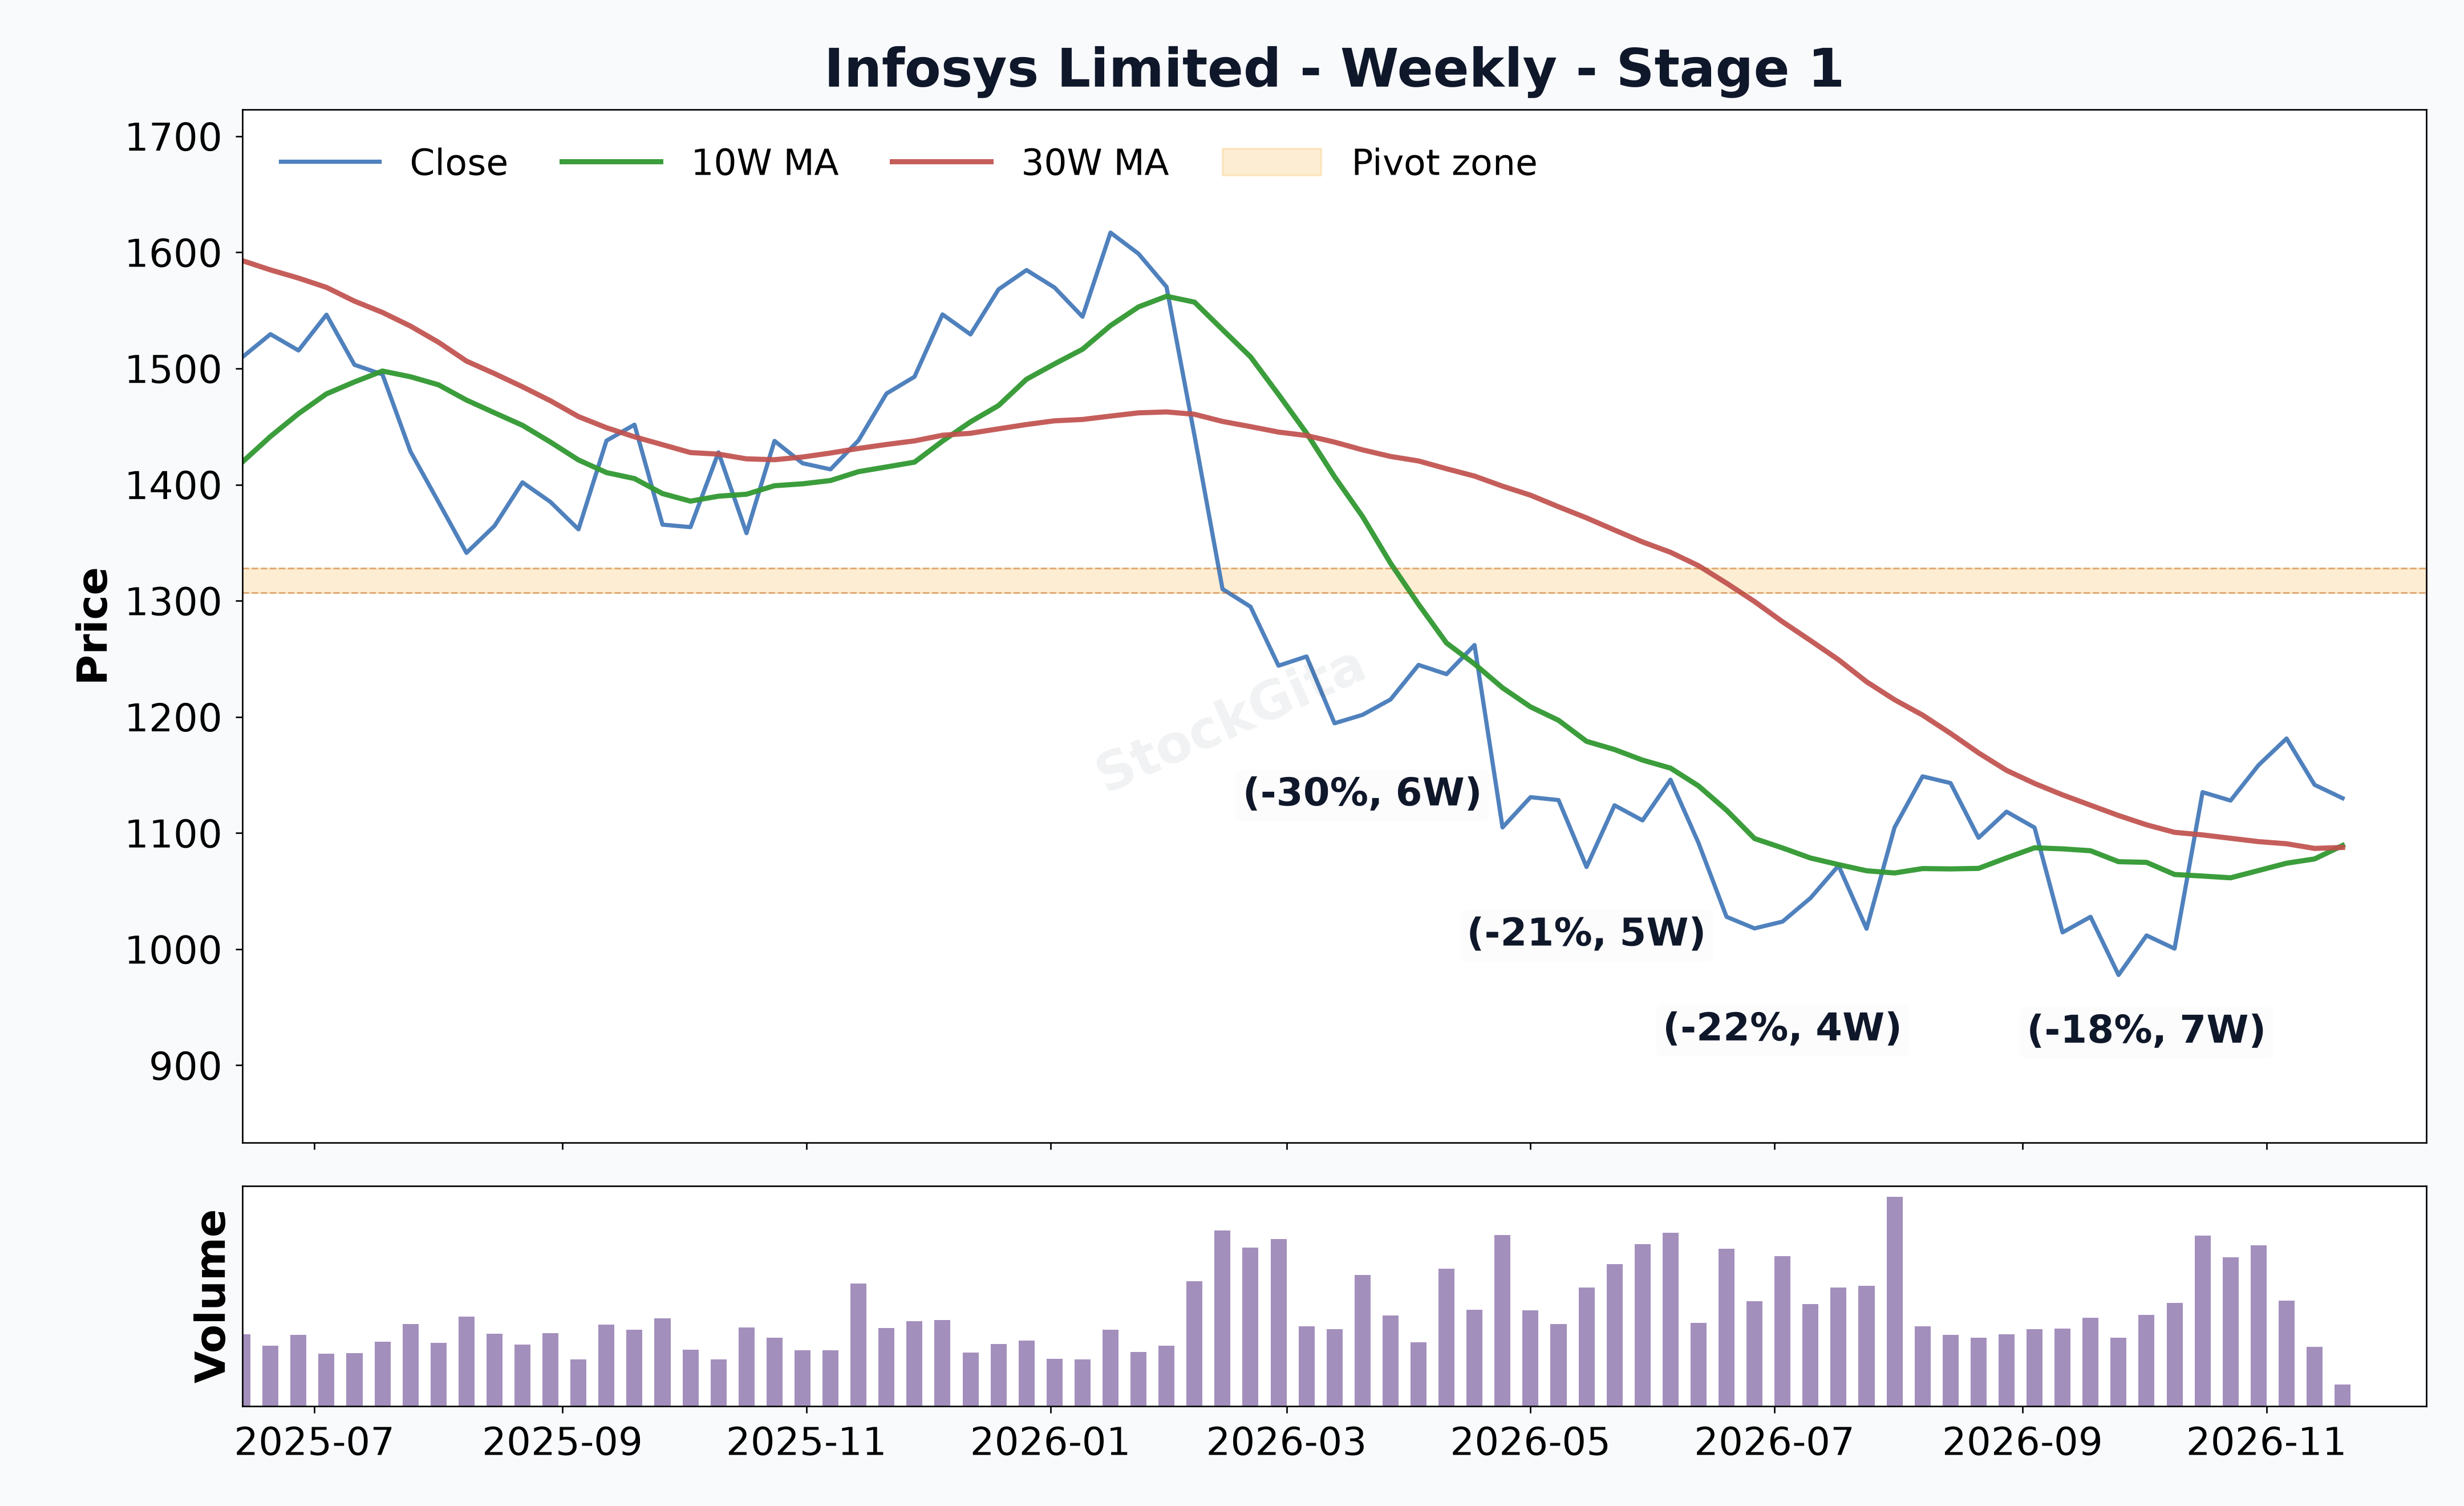 Infosys Limited - Weekly - Stage 1
Close 10W MA 30W MA Pivot zone
1700
1600
1500
1400
1300
1200
1100
1000
900
Price
StockGita
(-30%, 6W)
(-21%, 5W)
(-22%, 4W)
(-18%, 7W)
Volume
2025-07 2025-09 2025-11 2026-01 2026-03 2026-05 2026-07 2026-09 2026-11